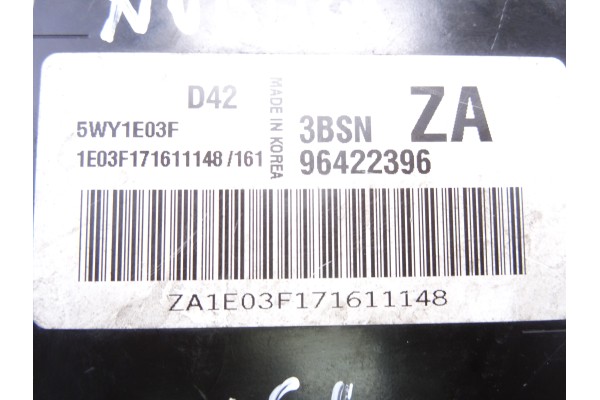 D42
MADE IN KOREA
3BSN ZA
5WY1E03F
1E03F171611148 /161
96422396
ZA1E03F171611148